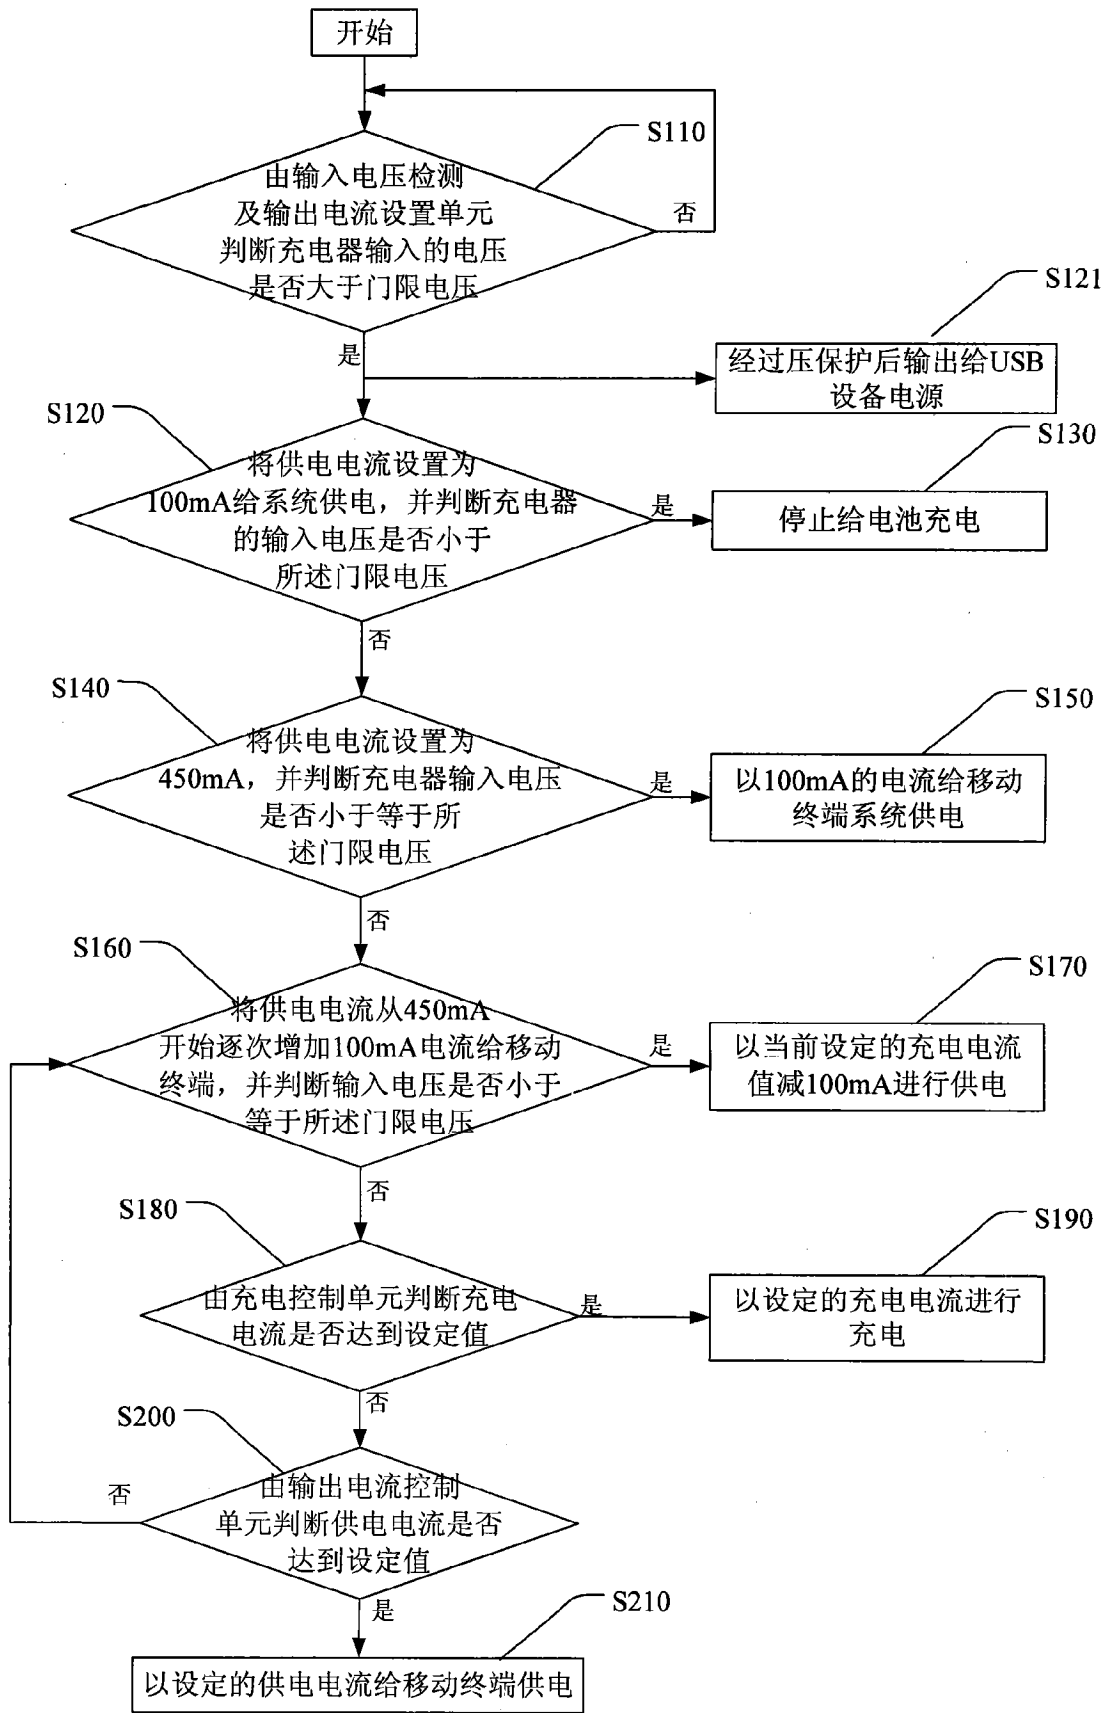 开始
S110
由输入电压检测
及输出电流设置单元
判断充电器输入的电压
是否大于门限电压
否
是
S121
经过压保护后输出给USB
设备电源
S120
将供电电流设置为
100mA给系统供电，并判断充电器
的输入电压是否小于
所述门限电压
是
S130
停止给电池充电
否
S140
将供电电流设置为
450mA，并判断充电器输入电压
是否小于等于所
述门限电压
是
S150
以100mA的电流给移动
终端系统供电
否
S160
将供电电流从450mA
开始逐次增加100mA电流给移动
终端，并判断输入电压是否小于
等于所述门限电压
是
S170
以当前设定的充电电流
值减100mA进行供电
否
S180
由充电控制单元判断充电
电流是否达到设定值
是
S190
以设定的充电电流进行
充电
否
S200
由输出电流控制
单元判断供电电流是否
达到设定值
否
是
S210
以设定的供电电流给移动终端供电